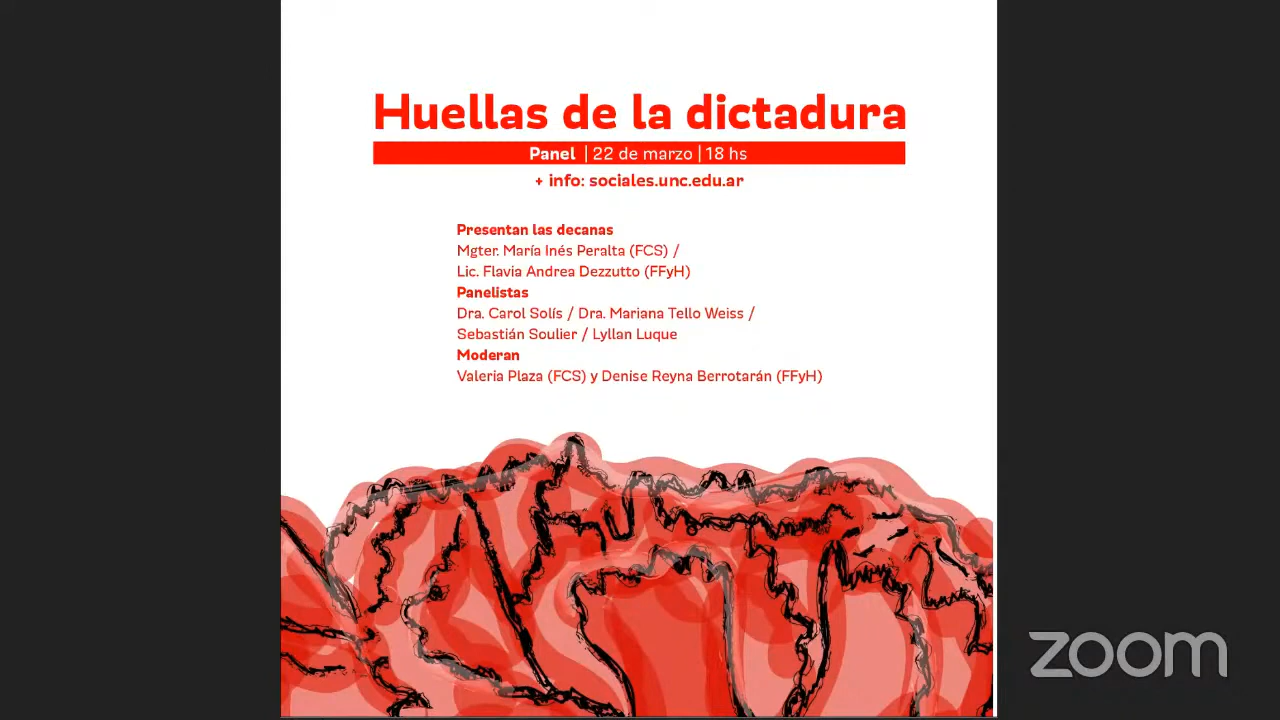 Huellas de la dictadura
Panel | 22 de marzo | 18 hs
+ info: sociales.unc.edu.ar
Presentan las decanas
Mgter. María Inés Peralta (FCS) /
Lic. Flavia Andrea Dezzutto (FFyH)
Panelistas
Dra. Carol Solís / Dra. Mariana Tello Weiss /
Sebastián Soulier / Lyllan Luque
Moderan
Valeria Plaza (FCS) y Denise Reyna Berrotarán (FFyH)
zoom